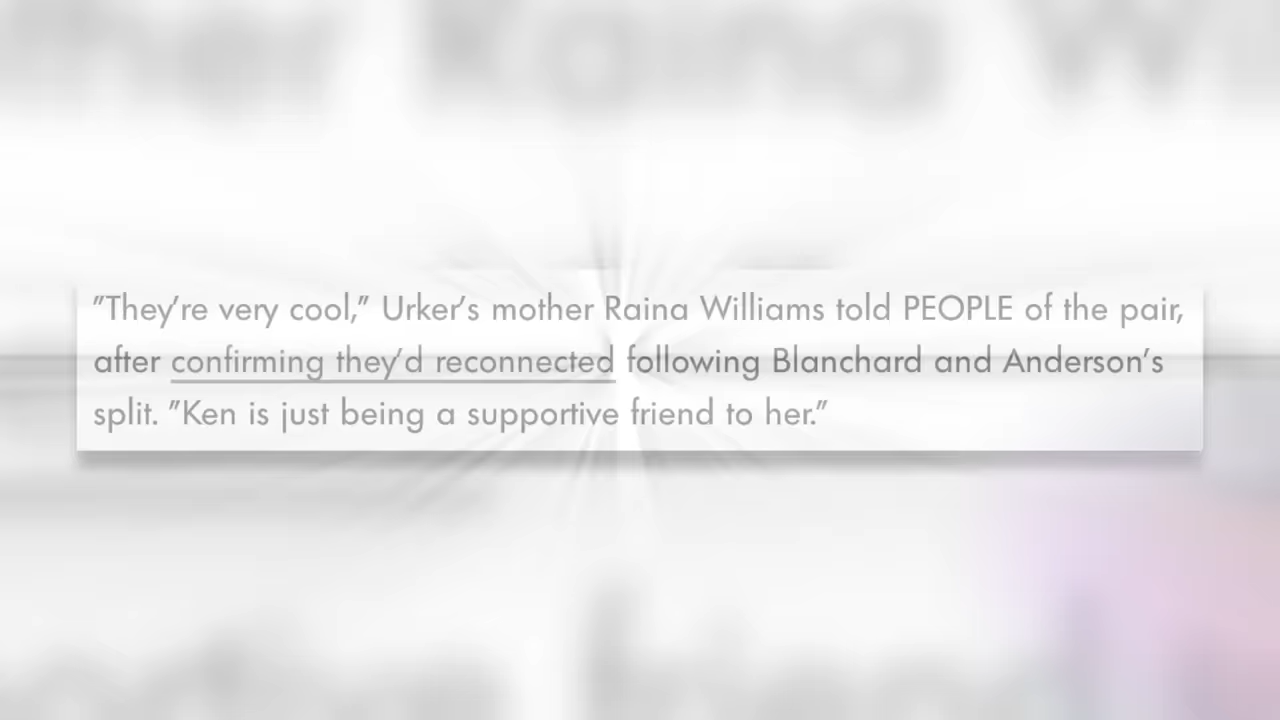 "They're very cool," Urker's mother Raina Williams told PEOPLE of the pair,
after confirming they'd reconnected following Blanchard and Anderson's
split. "Ken is just being a supportive friend to her."